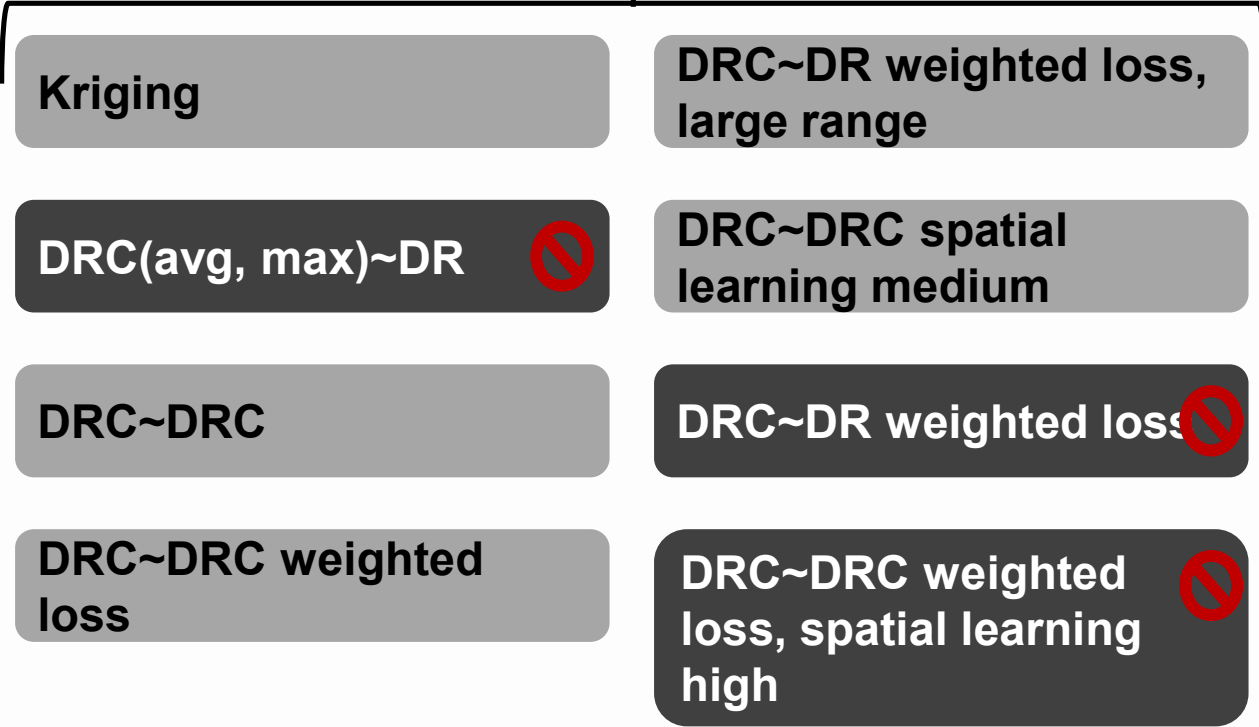 Kriging
DRC(avg, max)~DR
DRC~DRC
DRC~DRC weighted
loss
DRC~DR weighted loss,
large range
DRC~DRC spatial
learning medium
DRC~DR weighted loss
DRC~DRC weighted
loss, spatial learning
high